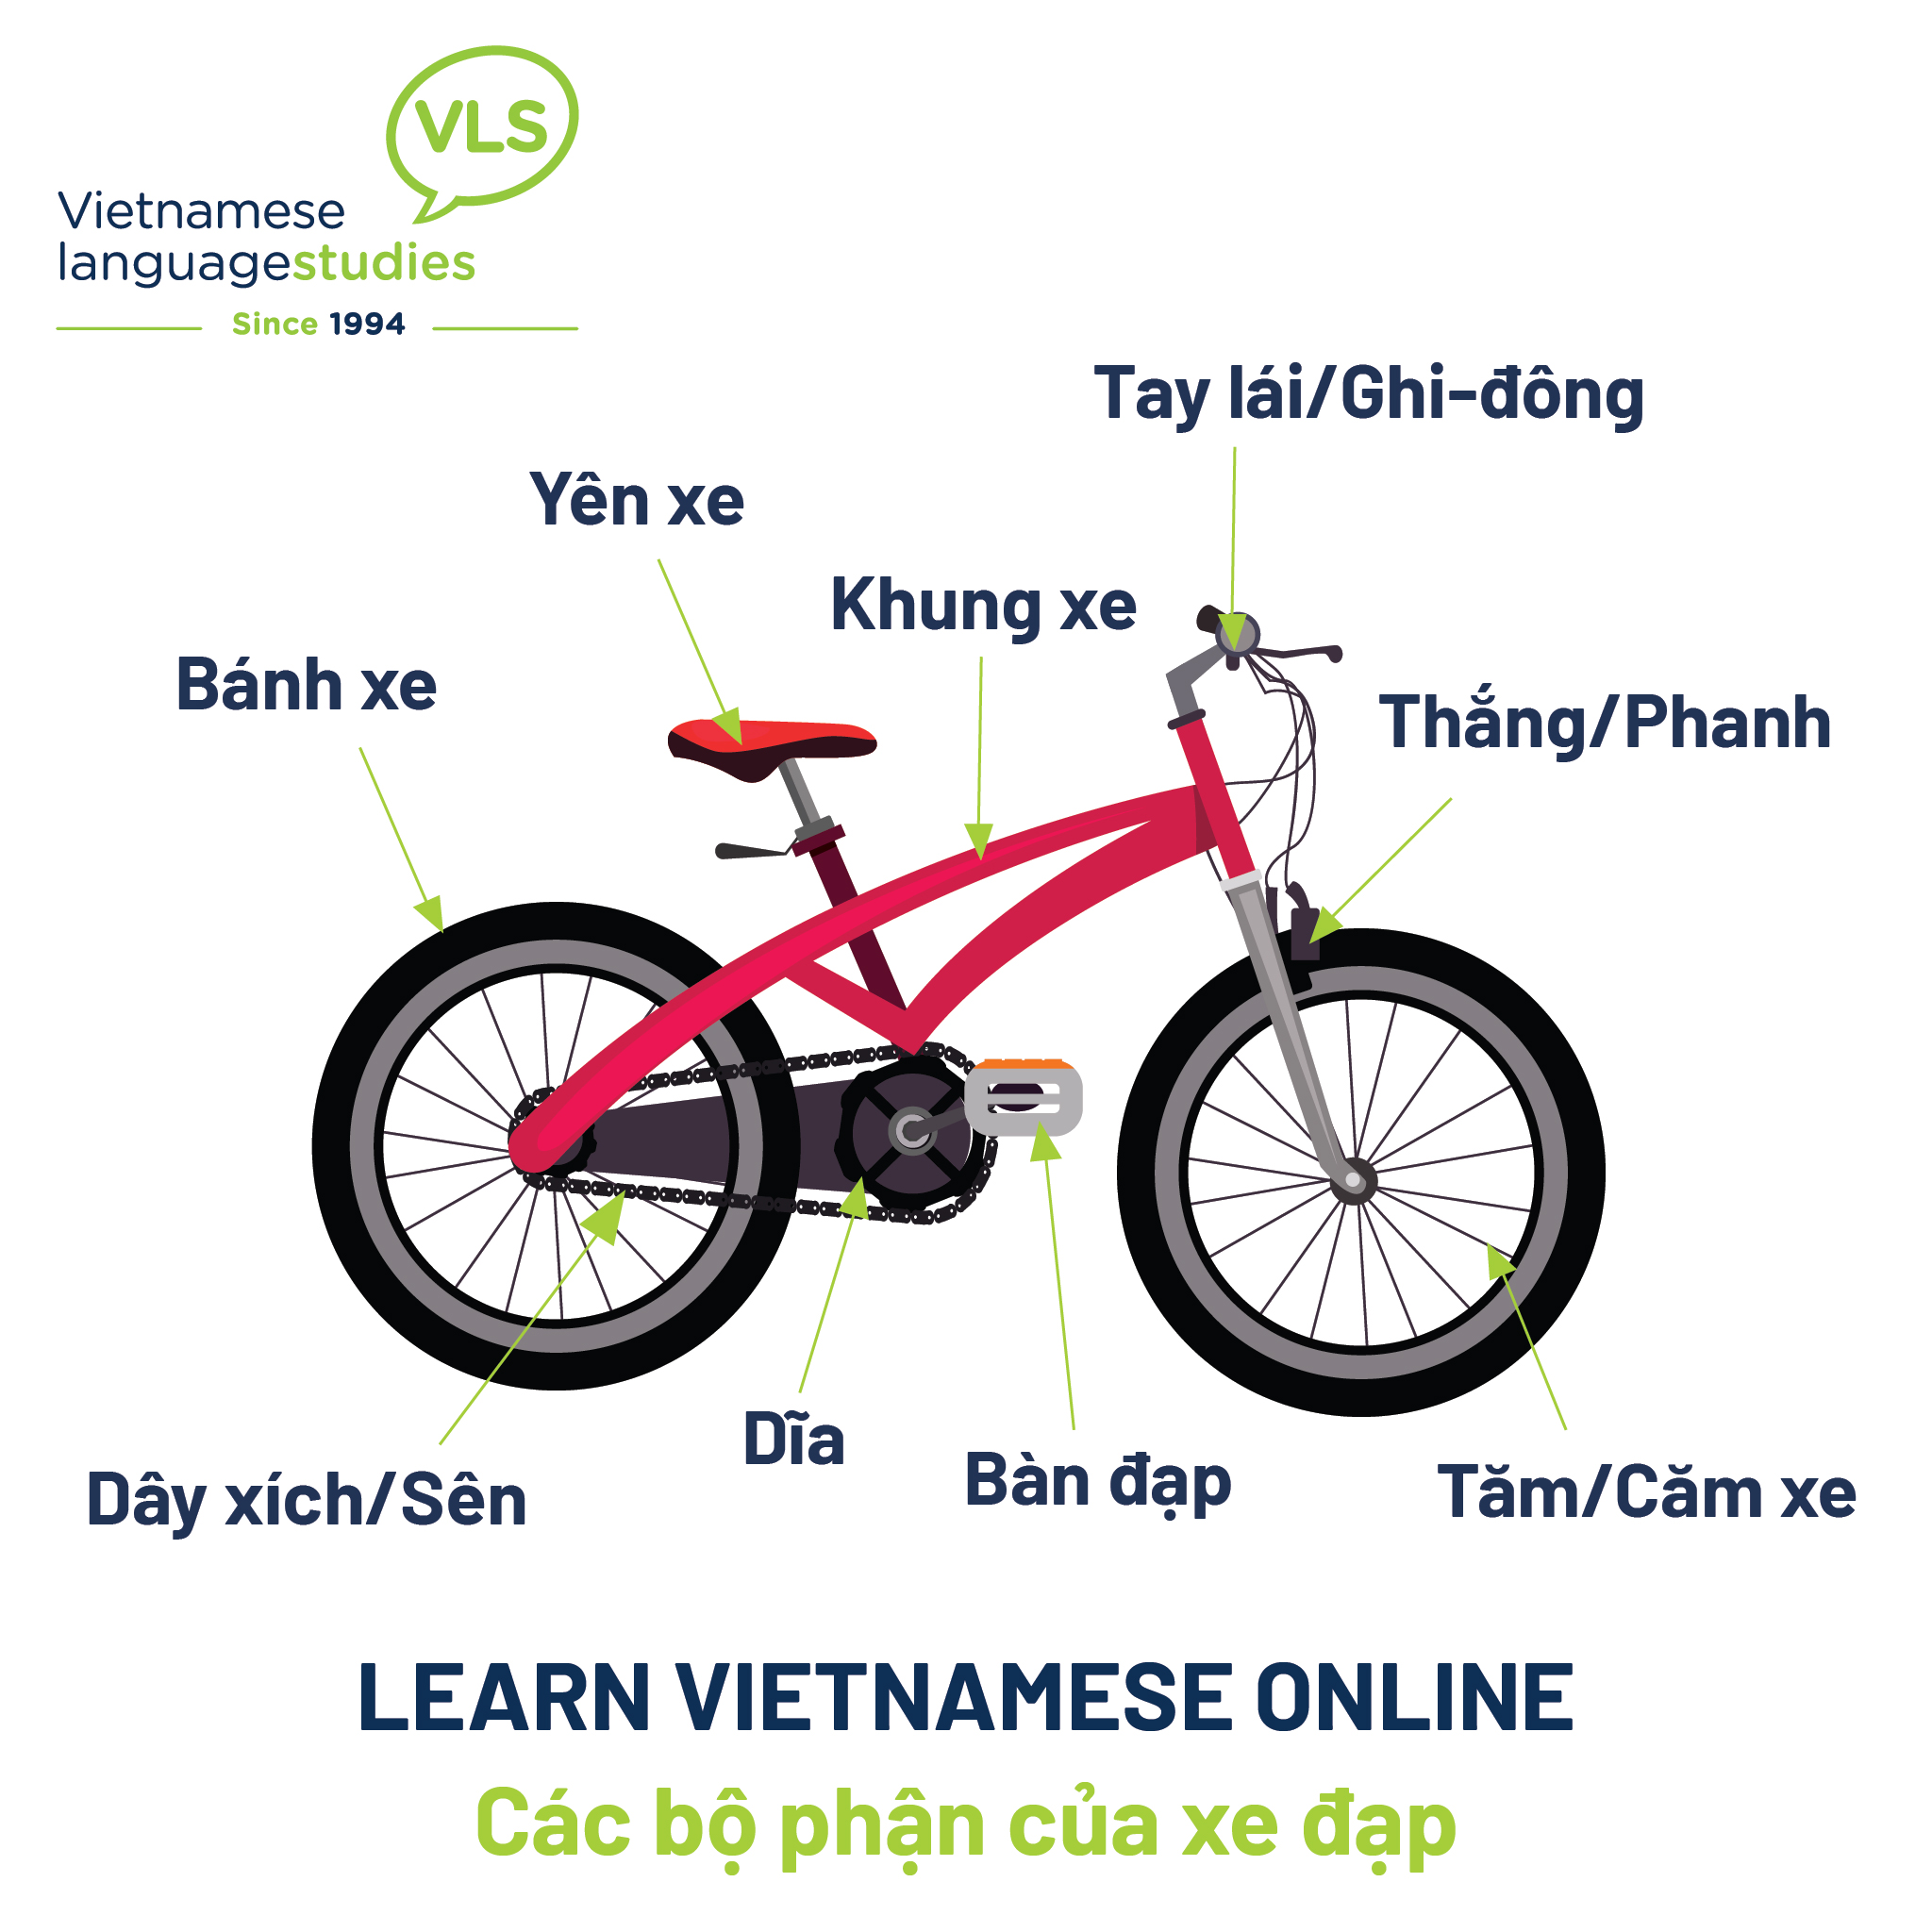 VLS
Vietnamese
languagestudies
Since 1994
Tay lái/Ghi-đông
Yên xe
Khung xe
Bánh xe
Thắng/Phanh
Dĩa
Bàn đạp
Tăm/Căm xe
Dây xích/Sên
LEARN VIETNAMESE ONLINE
Các bộ phận của xe đạp